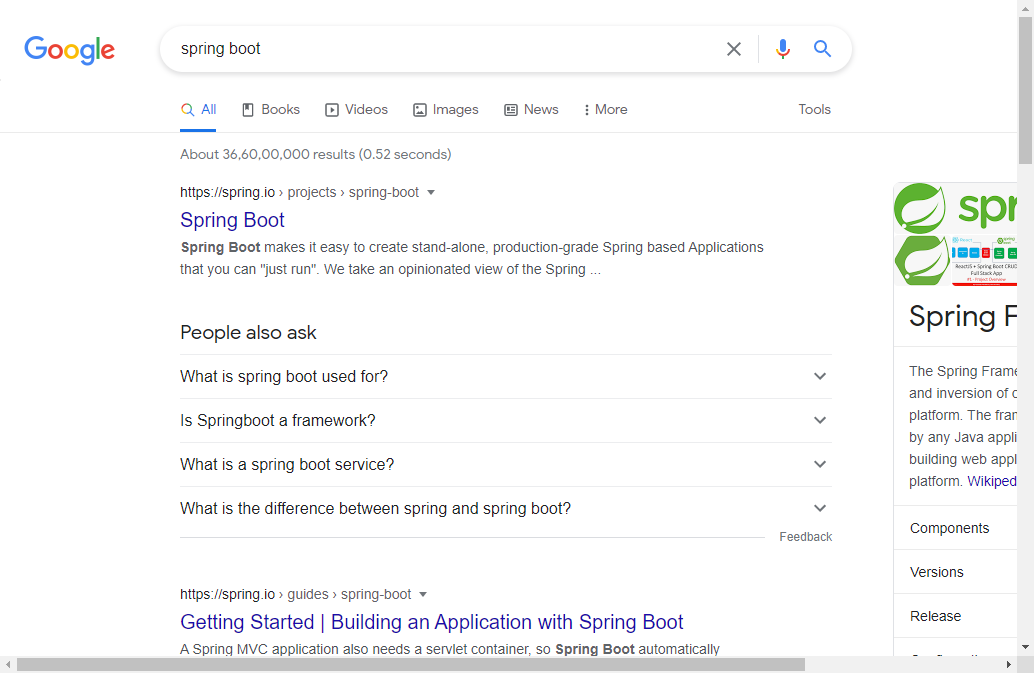 Google
spring boot
All
Books
Videos
Images
News
More
Tools
About 36,60,00,000 results (0.52 seconds)
https://spring.io › projects › spring-boot
Spring Boot
Spring Boot makes it easy to create stand-alone, production-grade Spring based Applications
that you can "just run". We take an opinionated view of the Spring ...
People also ask
What is spring boot used for?
Is Springboot a framework?
What is a spring boot service?
What is the difference between spring and spring boot?
Feedback
https://spring.io › guides › spring-boot
Getting Started | Building an Application with Spring Boot
A Spring MVC application also needs a servlet container, so Spring Boot automatically
spr
ReactJS + Spring Boot CRUD
Full Stack App
#1 - Project Overview
Spring F
The Spring Frame
and inversion of c
platform. The fran
by any Java appli
building web appl
platform. Wikiped
Components
Versions
Release